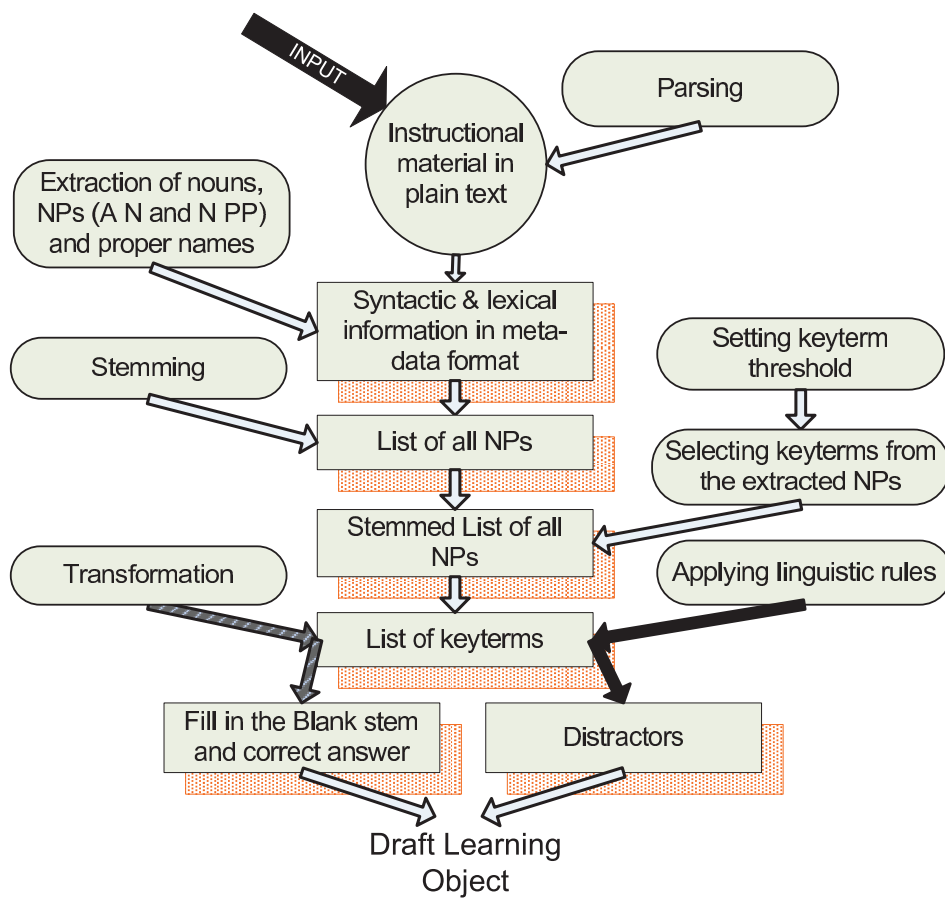 INPUT
Parsing
Instructional
material in
plain text
Extraction of nouns,
NPs (A N and N PP)
and proper names
Syntactic & lexical
information in meta-
data format
Setting keyterm
threshold
Stemming
List of all NPs
Selecting keyterms from
the extracted NPs
Stemmed List of all
NPs
Transformation
Applying linguistic rules
List of keyterms
Fill in the Blank stem
and correct answer
Distractors
Draft Learning
Object